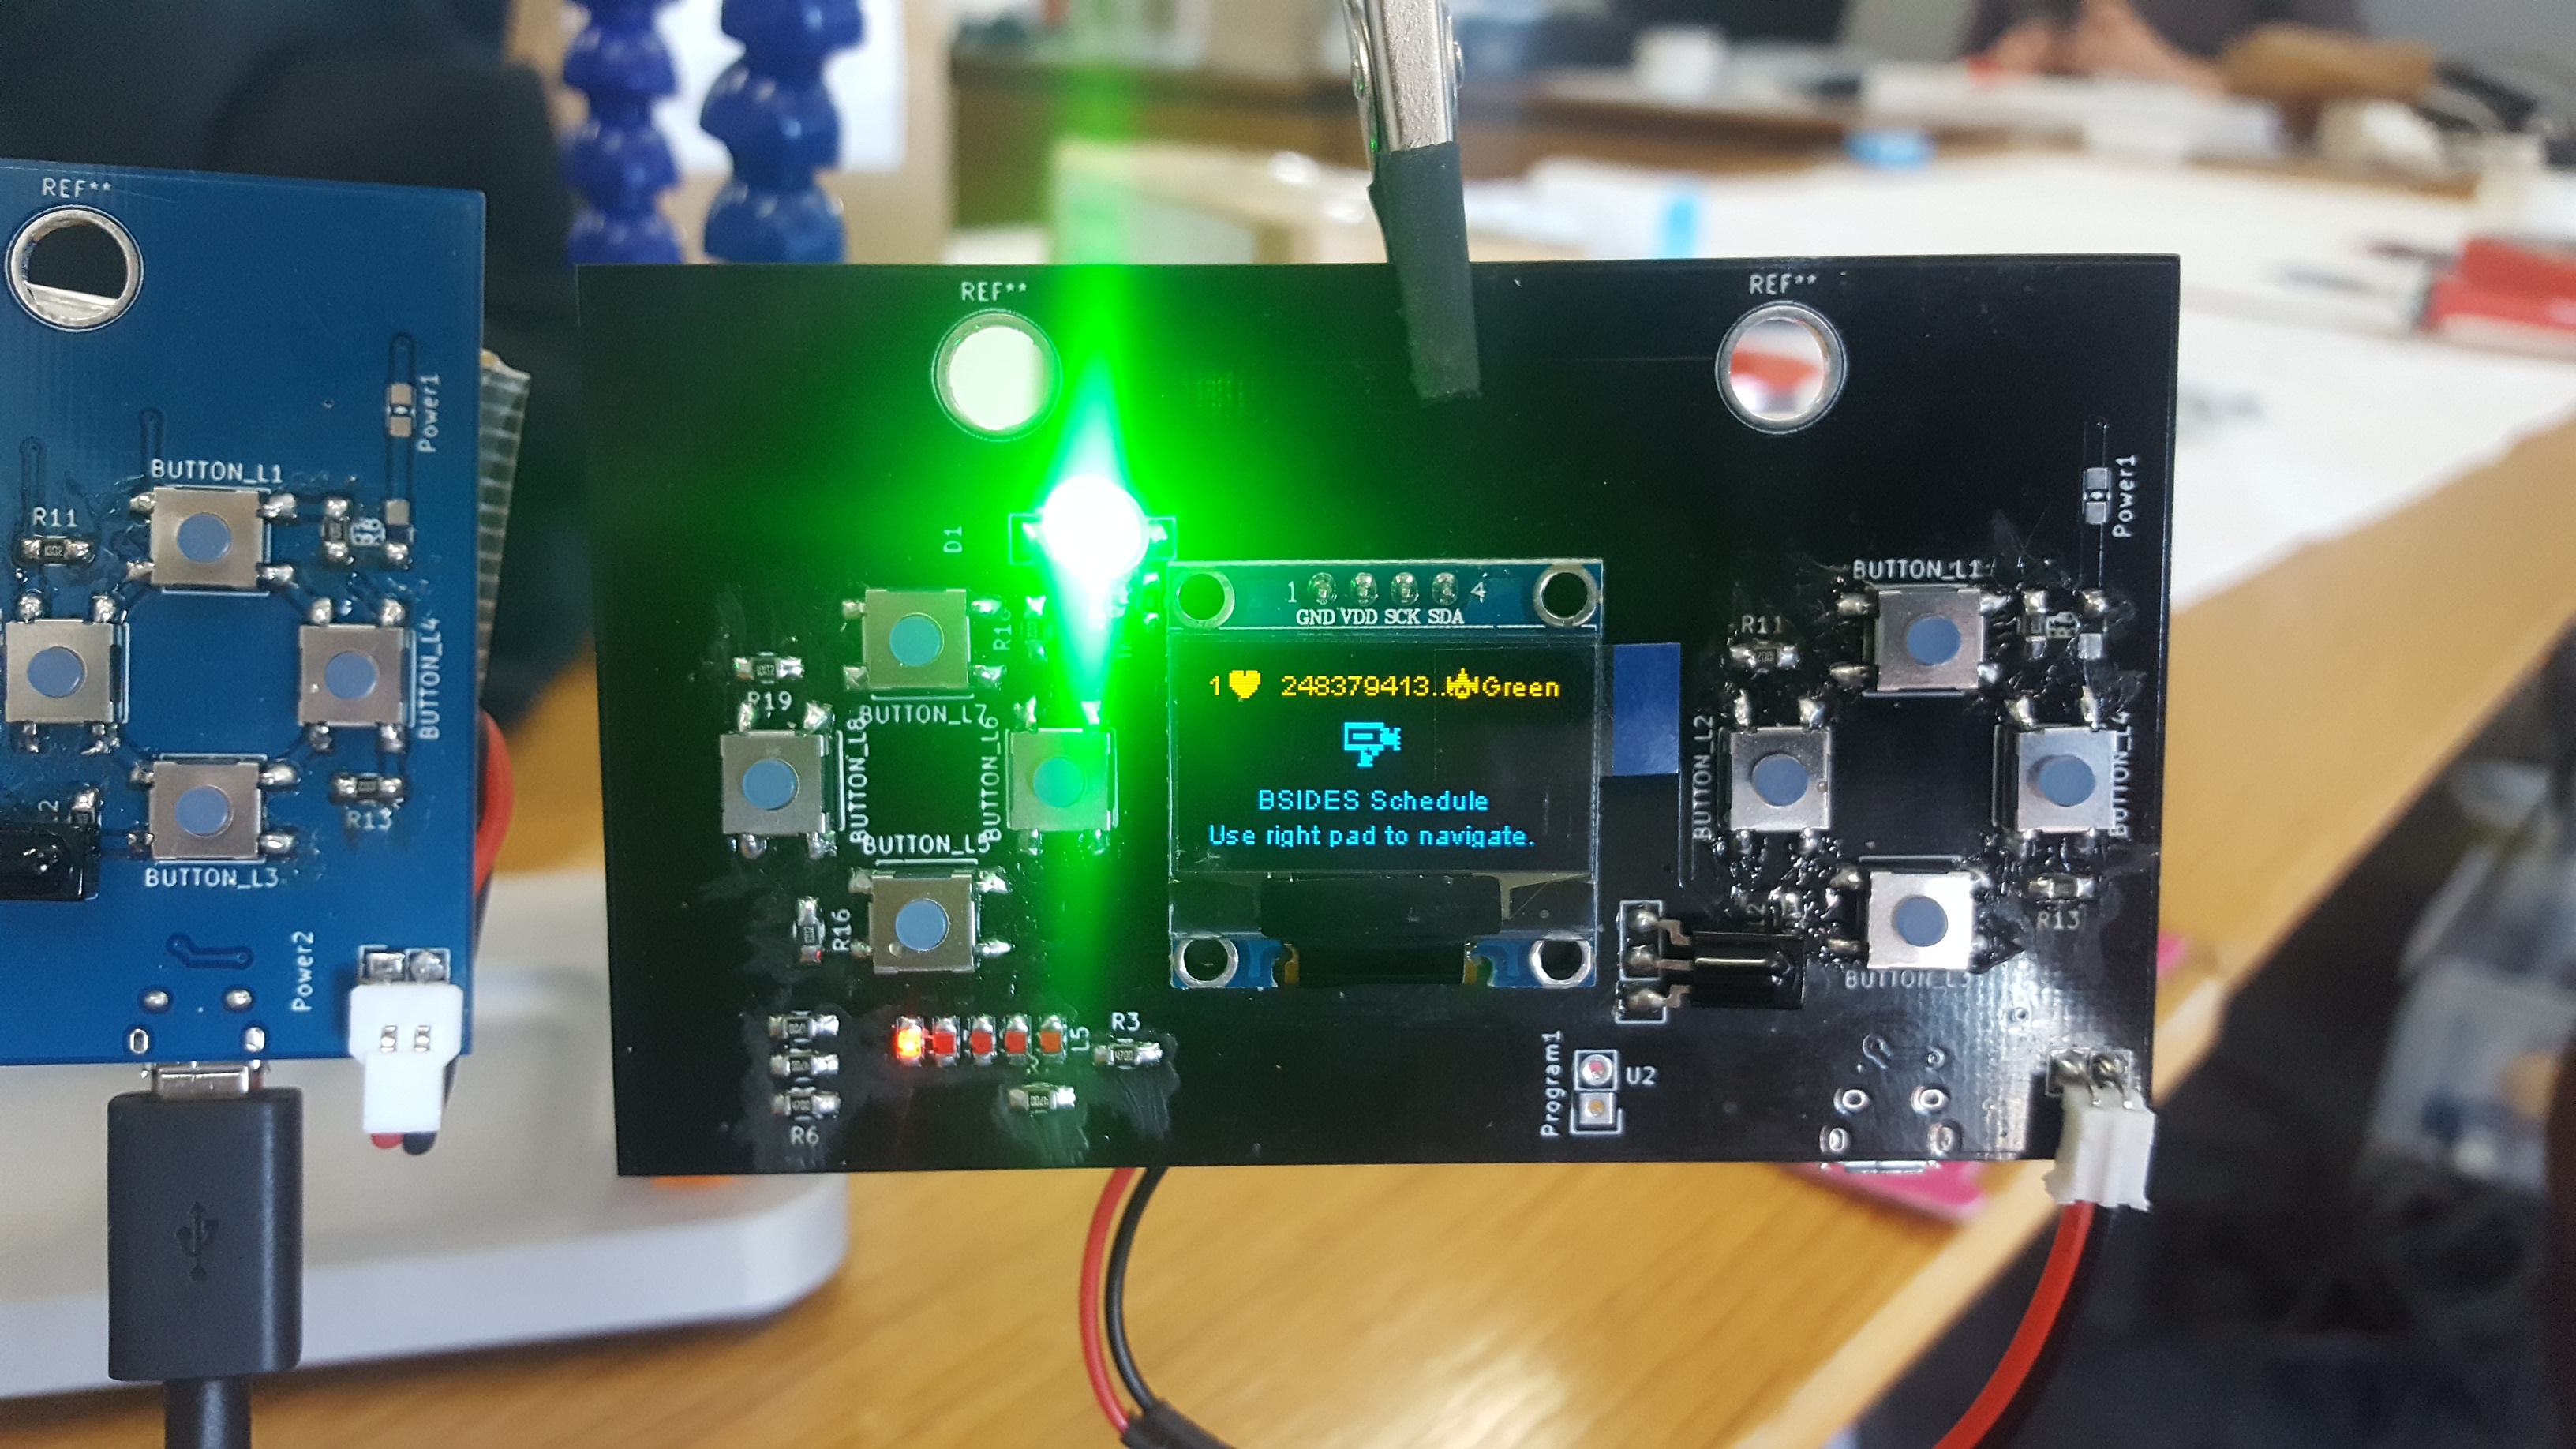 REF**
Power1
BUTTON_L1
R11
BUTTON_L4
R13
BUTTON_L3
Power2
REF**
REF**
Power1
D1
1 4
GND VDD SCK SDA
1 248379413.. Green
BSIDES Schedule
Use right pad to navigate.
R19
BUTTON_L7
BUTTON_L8
BUTTON_L6
BUTTON_L5
R16
BUTTON_L1
R11
BUTTON_L2
BUTTON_L4
R13
BUTTON_L3
L5
R3
R6
Program1
U2